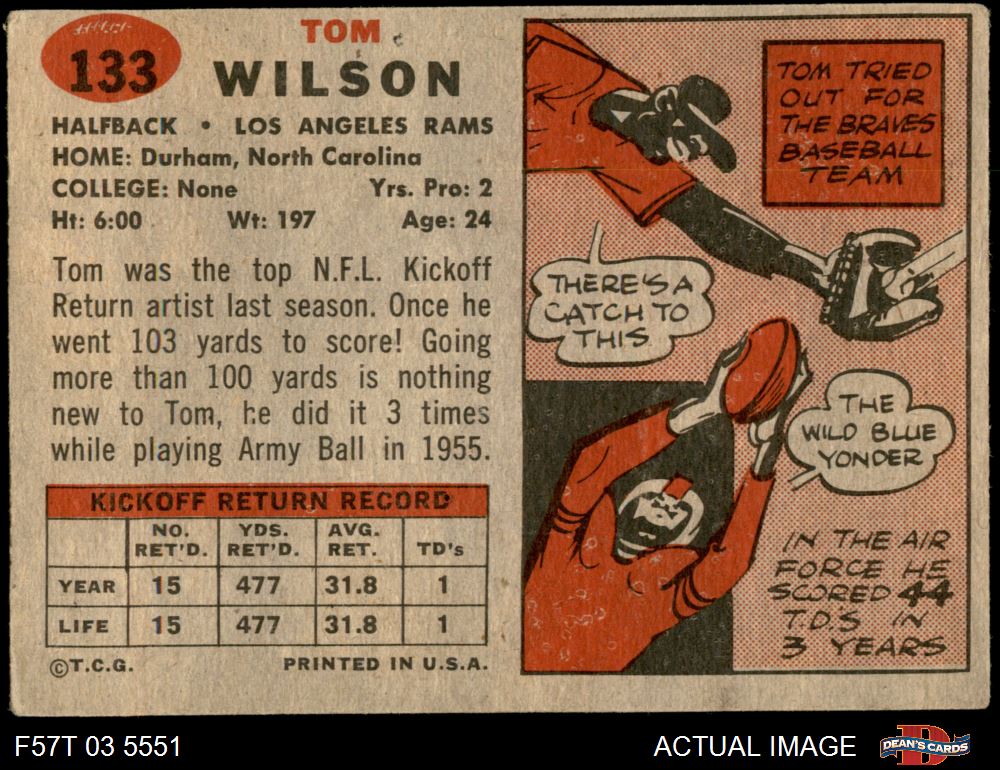 133
TOM
WILSON
HALFBACK • LOS ANGELES RAMS
HOME: Durham, North Carolina
COLLEGE: None Yrs. Pro: 2
Ht: 6:00 Wt: 197 Age: 24
Tom was the top N.F.L. Kickoff
Return artist last season. Once he
went 103 yards to score! Going
more than 100 yards is nothing
new to Tom, he did it 3 times
while playing Army Ball in 1955.
KICKOFF RETURN RECORD
NO. RET'D. YDS. RET'D. AVG. RET. TD's
YEAR 15 477 31.8 1
LIFE 15 477 31.8 1
©T.C.G. PRINTED IN U.S.A.
TOM TRIED
OUT FOR
THE BRAVES
BASEBALL
TEAM
THERE'S A
CATCH TO
THIS
THE
WILD BLUE
YONDER
IN THE AIR
FORCE HE
SCORED 44
T.D.S IN
3 YEARS
F57T 03 5551
ACTUAL IMAGE
DEAN'S CARDS